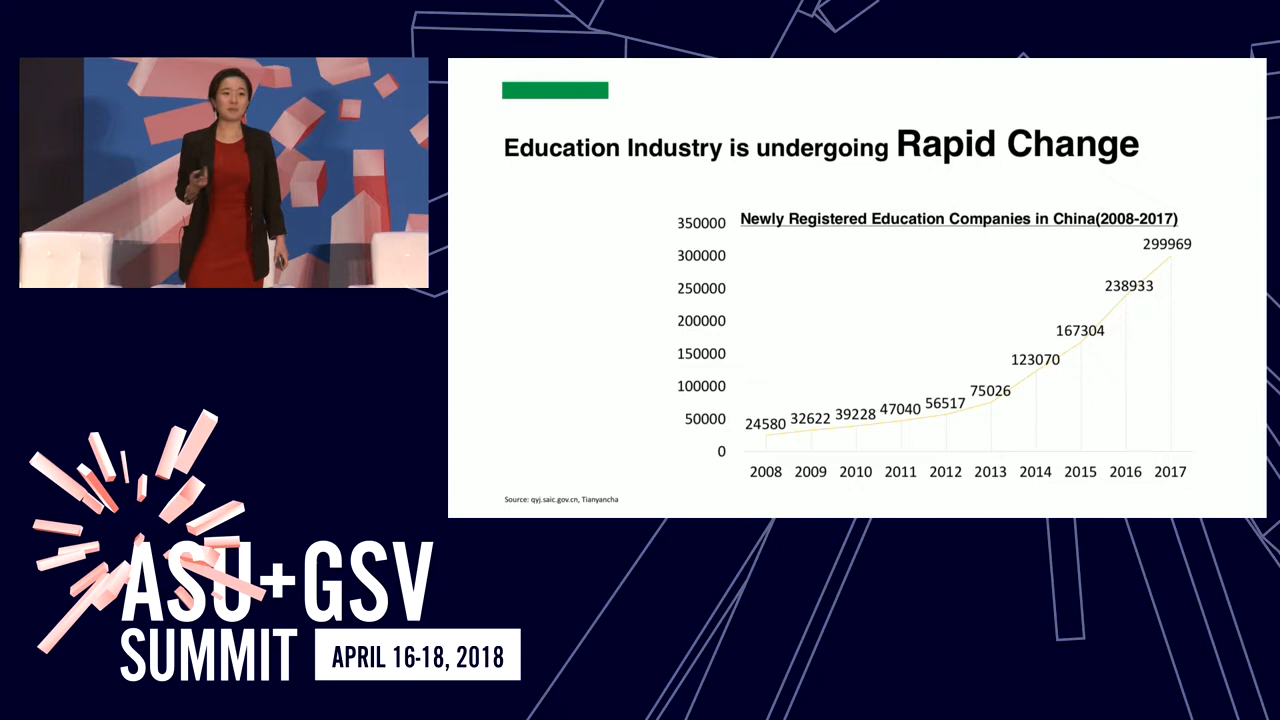 Education Industry is undergoing Rapid Change
Newly Registered Education Companies in China(2008-2017)
350000
300000
250000
200000
150000
100000
50000
0
24580
32622
39228
47040
56517
75026
123070
167304
238933
299969
2008 2009 2010 2011 2012 2013 2014 2015 2016 2017
Source: qyj.saic.gov.cn, Tianyancha
ASU+GSV
SUMMIT
APRIL 16-18, 2018